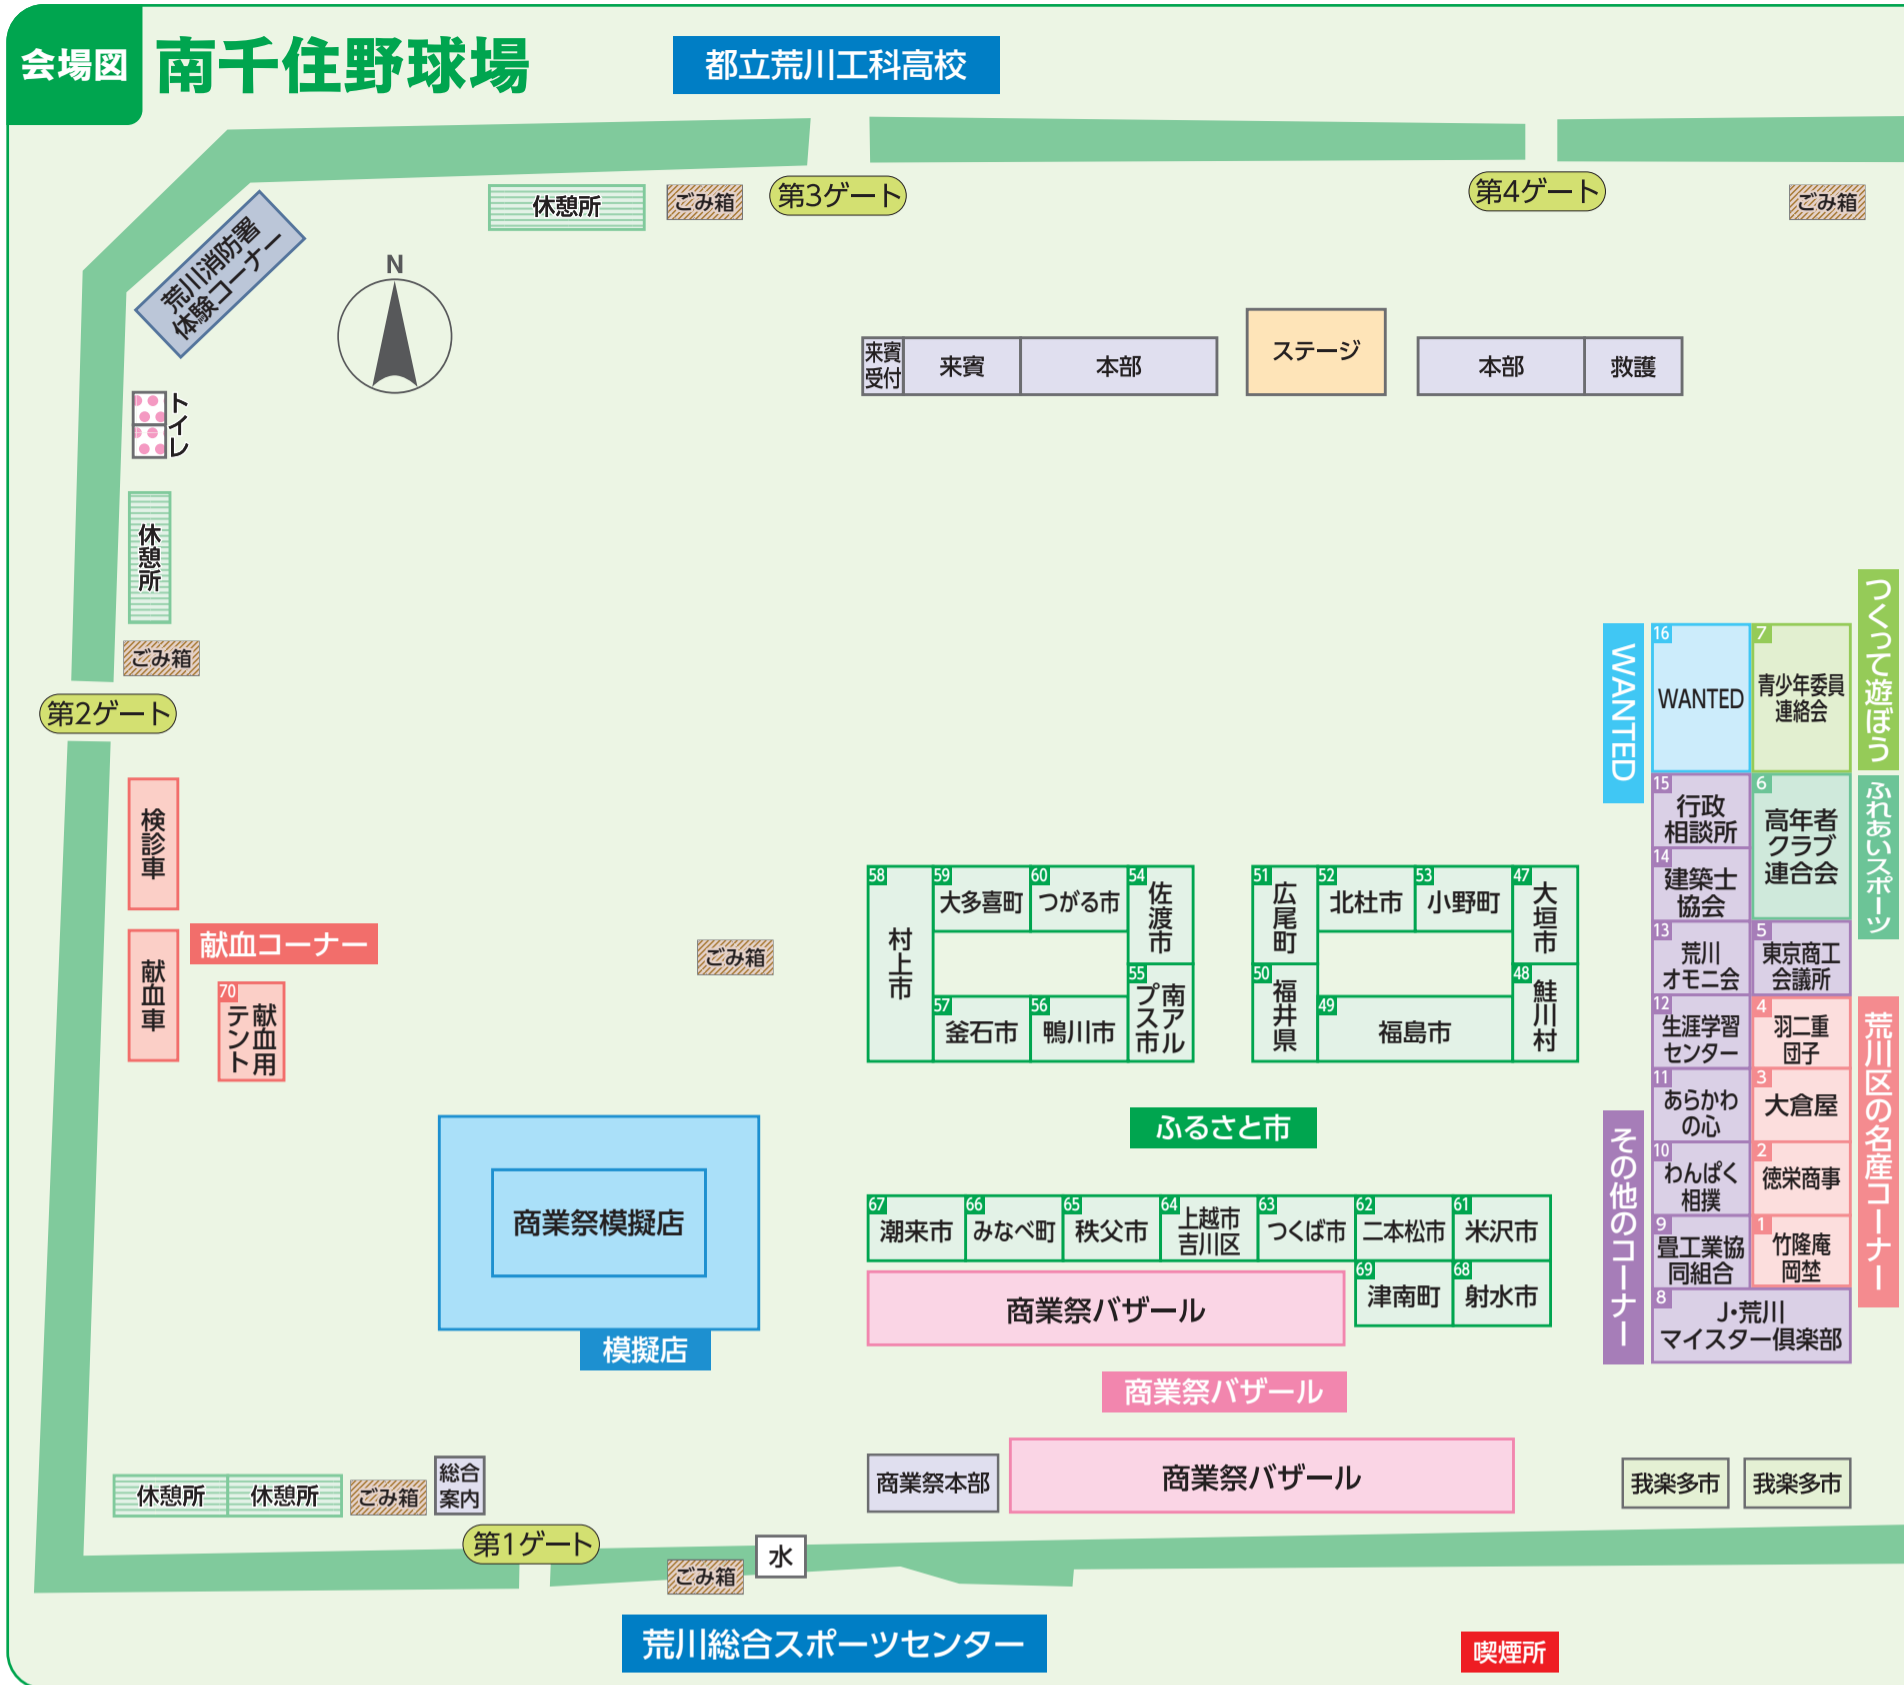 会場図
南千住野球場
都立荒川工科高校
休憩所
ごみ箱
第3ゲート
第4ゲート
ごみ箱
荒川消防署
体験コーナー
N
来賓
受付
来賓
本部
ステージ
本部
救護
トイレ
休憩所
ごみ箱
第2ゲート
検診車
献血車
献血コーナー
70
献血用
テント
ごみ箱
58
村上市
59
大多喜町
60
つがる市
54
佐渡市
55
南アル
プス市
57
釜石市
56
鴨川市
51
広尾町
52
北杜市
53
小野町
47
大垣市
50
福井県
49
福島市
48
鮭川村
ふるさと市
67
潮来市
66
みなべ町
65
秩父市
64
上越市
吉川区
63
つくば市
62
二本松市
61
米沢市
69
津南町
68
射水市
商業祭バザール
商業祭バザール
商業祭本部
商業祭バザール
商業祭模擬店
模擬店
WANTED
16
WANTED
7
青少年委員
連絡会
つくって遊ぼう
15
行政
相談所
6
高年者
クラブ
連合会
ふれあいスポーツ
14
建築士
協会
13
荒川
オモニ会
5
東京商工
会議所
12
生涯学習
センター
4
羽二重
団子
荒川区の名産コーナー
11
あらかわ
の心
3
大倉屋
その他のコーナー
10
わんぱく
相撲
2
徳栄商事
9
畳工業協
同組合
1
竹隆庵
岡埜
8
J・荒川
マイスター倶楽部
我楽多市
我楽多市
休憩所
休憩所
ごみ箱
総合
案内
第1ゲート
ごみ箱
水
荒川総合スポーツセンター
喫煙所